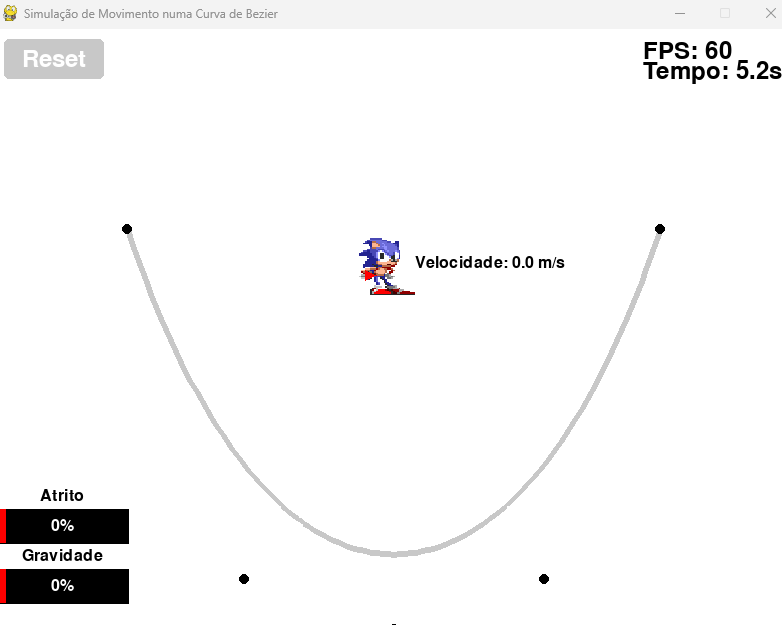 Simulação de Movimento numa Curva de Bezier
Reset
FPS: 60
Tempo: 5.2s
Velocidade: 0.0 m/s
Atrito
0%
Gravidade
0%